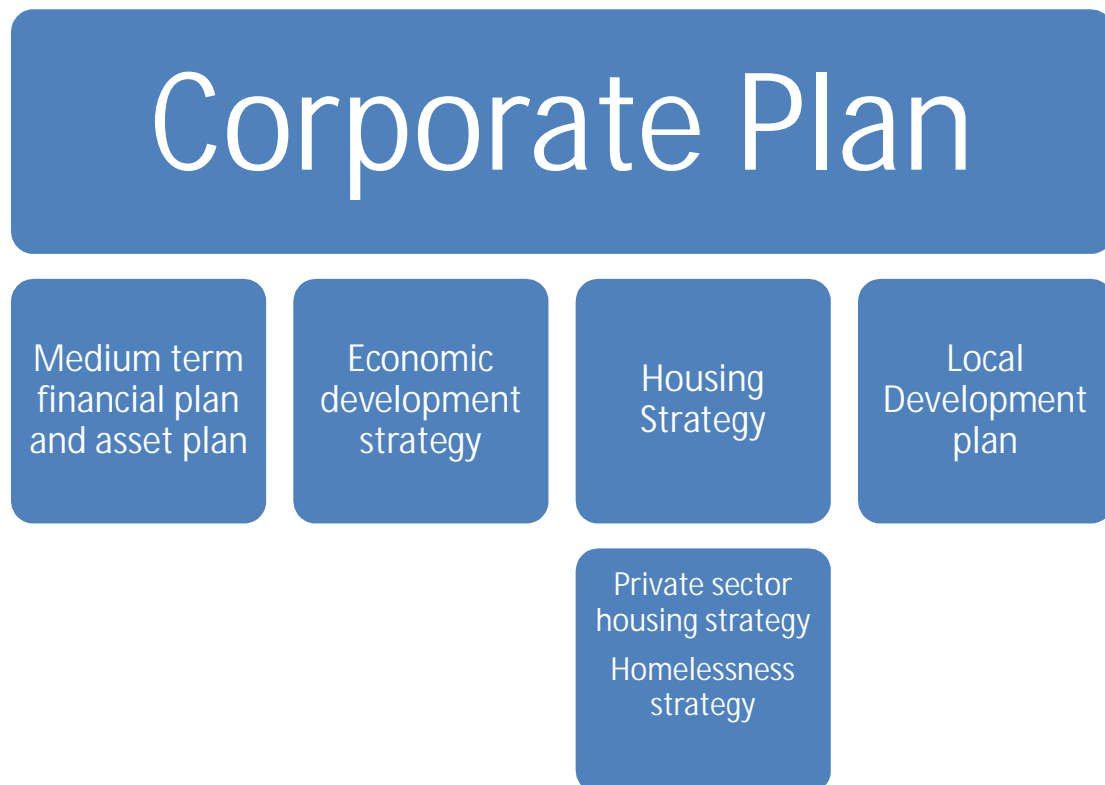 Corporate Plan
Medium term
financial plan
and asset plan
Economic
development
strategy
Housing
Strategy
Local
Development
plan
Private sector
housing strategy
Homelessness
strategy